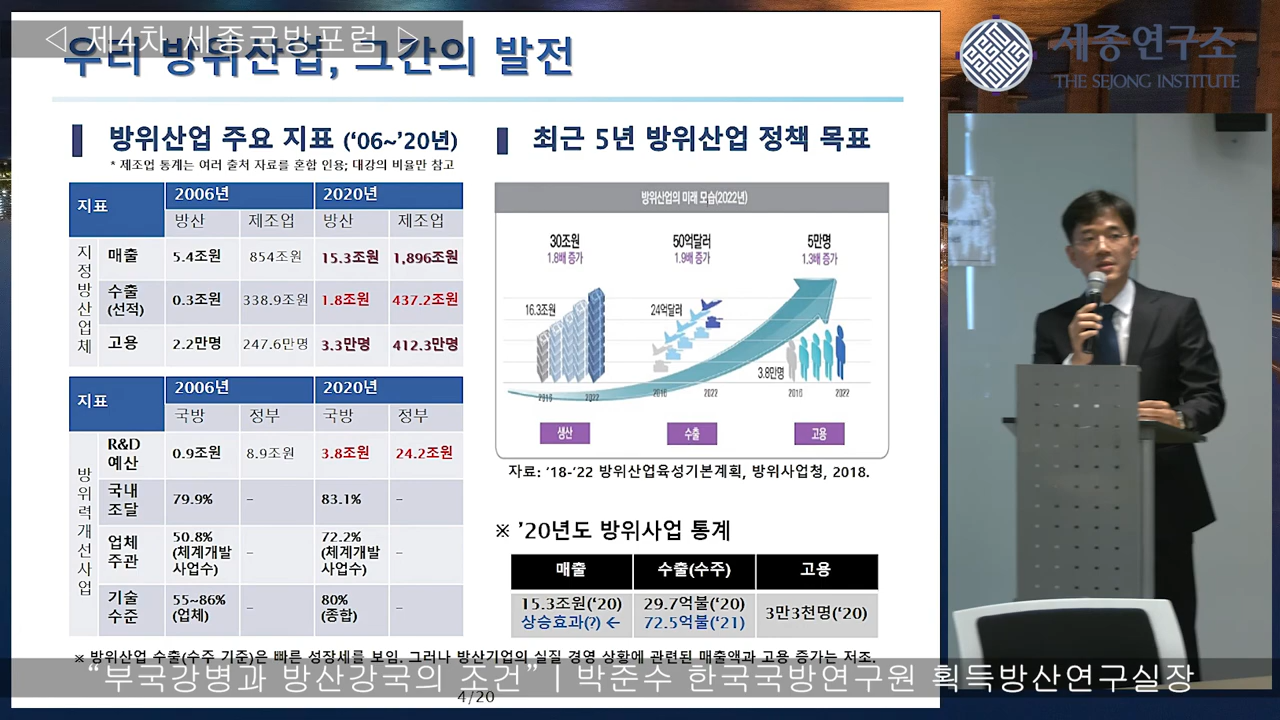 ◁ 제4차 세종국방포럼 ▷
우리 방위산업, 그간의 발전
세종연구소
THE SEJONG INSTITUTE
방위산업 주요 지표 (‘06~’20년)
* 제조업 통계는 여러 출처 자료를 혼합 인용; 대강의 비율만 참고
지표 2006년 2020년
방산 제조업 방산 제조업
지정방산업체
매출 5.4조원 854조원 15.3조원 1,896조원
수출 (선적) 0.3조원 338.9조원 1.8조원 437.2조원
고용 2.2만명 247.6만명 3.3만명 412.3만명
지표 2006년 2020년
국방 정부 국방 정부
방위력개선사업
R&D 예산 0.9조원 8.9조원 3.8조원 24.2조원
국내 조달 79.9% – 83.1% –
업체 주관 50.8% (체계개발 사업수) – 72.2% (체계개발 사업수) –
기술 수준 55~86% (업체) – 80% (종합) –
최근 5년 방위산업 정책 목표
방위산업의 미래 모습(2022년)
30조원 50억달러 5만명
1.8배 증가 1.9배 증가 1.3배 증가
16.3조원 24억달러 3.8만명
2016 2022 2016 2022 2016 2022
생산 수출 고용
자료: ’18-’22 방위산업육성기본계획, 방위사업청, 2018.
※ ’20년도 방위사업 통계
매출 수출(수주) 고용
15.3조원(‘20) 29.7억불(‘20) 3만3천명(‘20)
상승효과(?) ← 72.5억불(‘21)
※ 방위산업 수출(수주 기준)은 빠른 성장세를 보임. 그러나 방산기업의 실질 경영 상황에 관련된 매출액과 고용 증가는 저조.
“부국강병과 방산강국의 조건” | 박준수 한국국방연구원 획득방산연구실장
4/20